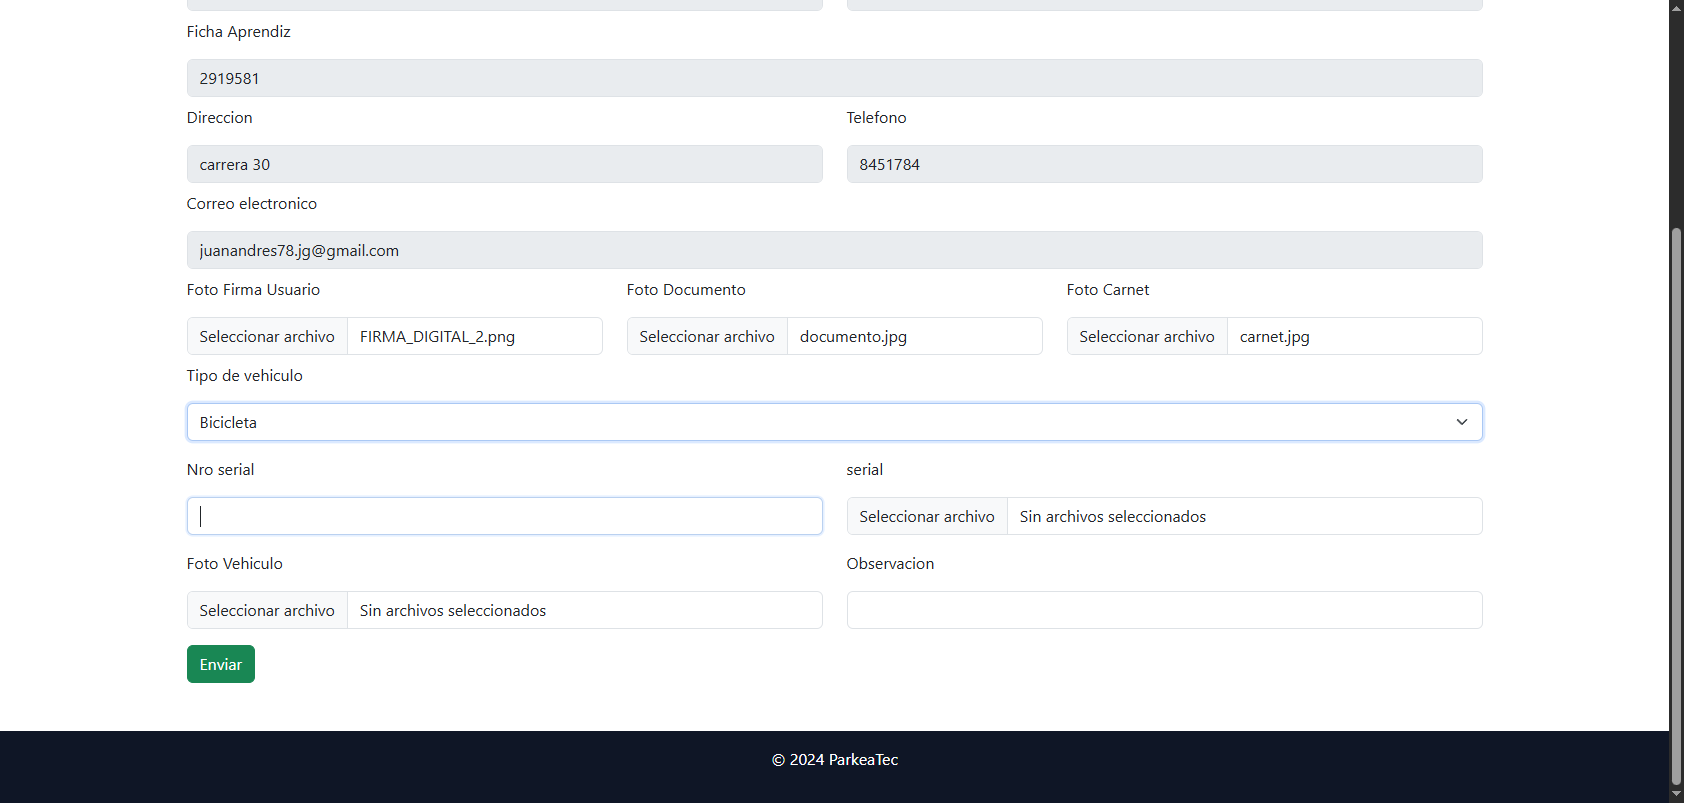 Ficha Aprendiz
2919581
Direccion Telefono
carrera 30 8451784
Correo electronico
juanandres78.jg@gmail.com
Foto Firma Usuario Foto Documento Foto Carnet
Seleccionar archivo FIRMA_DIGITAL_2.png Seleccionar archivo documento.jpg Seleccionar archivo carnet.jpg
Tipo de vehiculo
Bicicleta
Nro serial serial
Seleccionar archivo Sin archivos seleccionados
Foto Vehiculo Observacion
Seleccionar archivo Sin archivos seleccionados
Enviar
© 2024 ParkeaTec